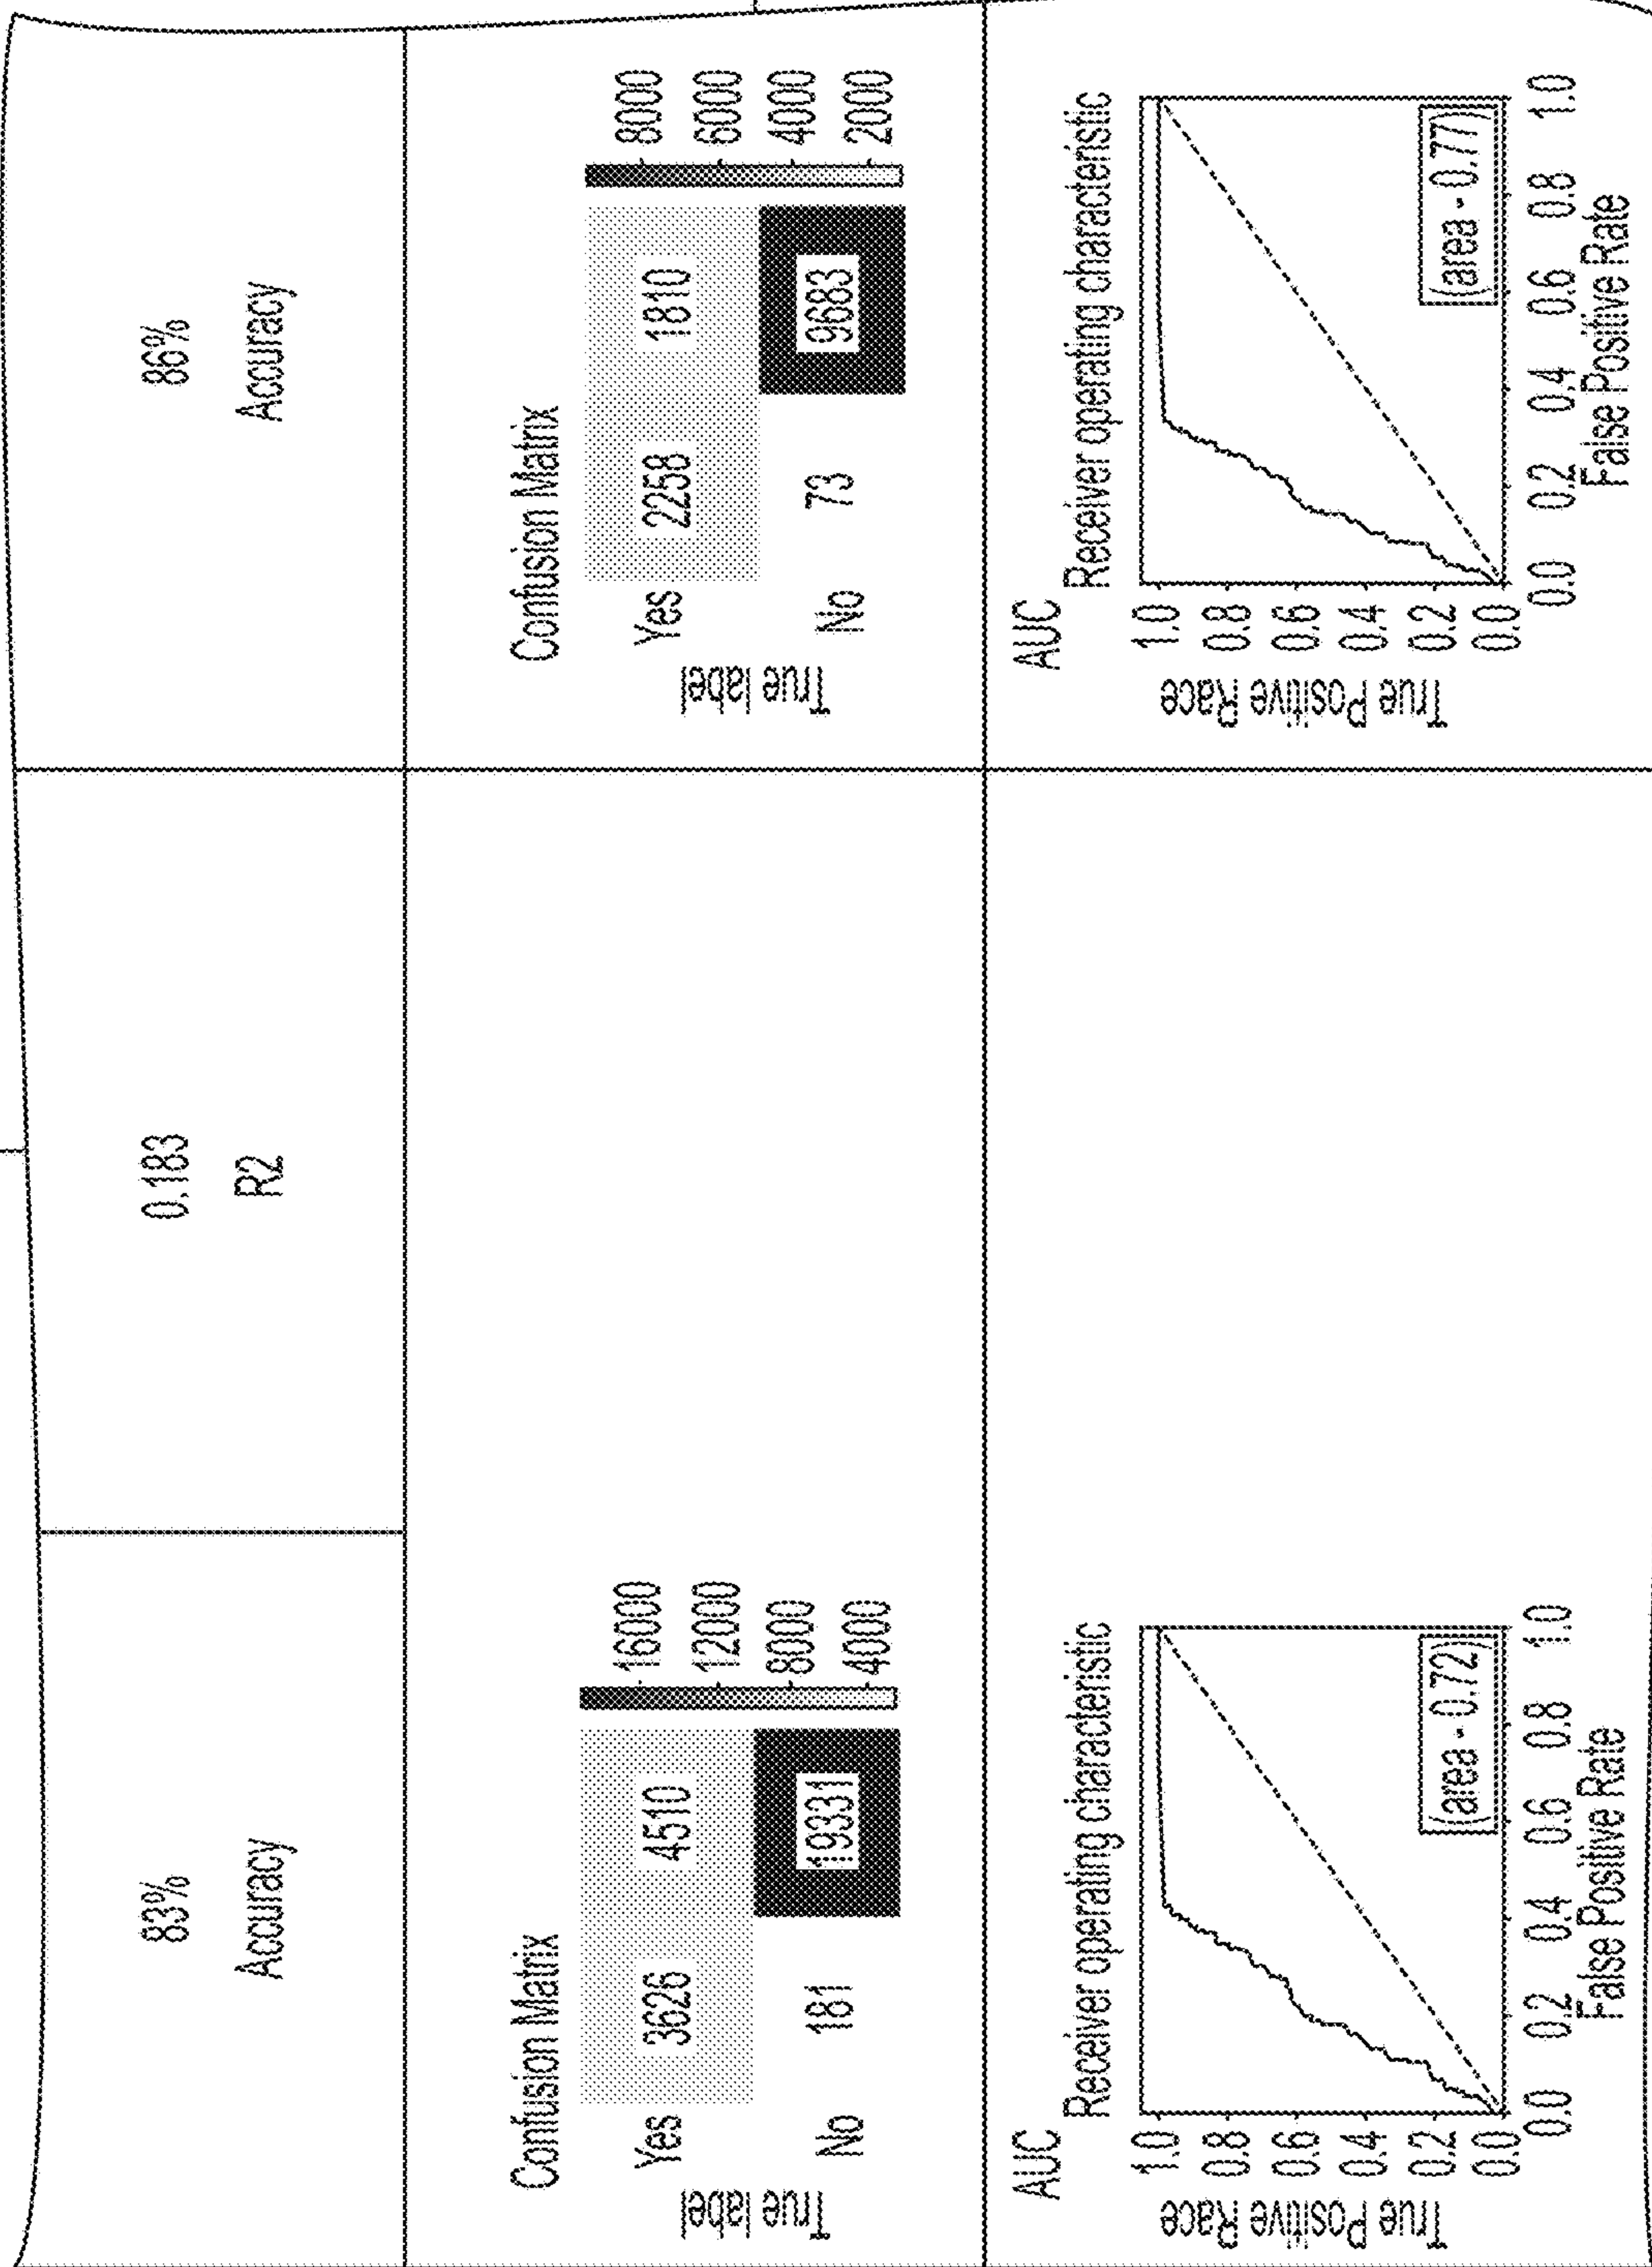 83%
Accuracy
0.183
R2
86%
Accuracy
Confusion Matrix
True label
Yes
3626
4510
No
181
19331
16000
12000
8000
4000
Confusion Matrix
True label
Yes
2258
1810
No
73
9683
8000
6000
4000
2000
AUC
Receiver operating characteristic
True Positive Race
1.0
0.8
0.6
0.4
0.2
0.0
(area - 0.72)
0.0 0.2 0.4 0.6 0.8 1.0
False Positive Rate
AUC
Receiver operating characteristic
True Positive Race
1.0
0.8
0.6
0.4
0.2
0.0
(area - 0.77)
0.0 0.2 0.4 0.6 0.8 1.0
False Positive Rate